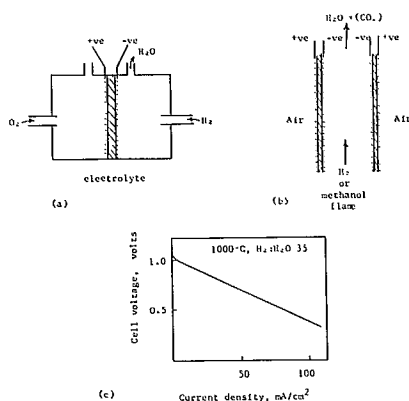 +ve -ve
H₂O
O₂
H₂
electrolyte
(a)
H₂O +(CO₂)
+ve -ve -ve +ve
Air Air
H₂
or
methanol
flame
(b)
Cell voltage, volts
1.0
0.5
1000°C, H₂:H₂O 35
50 100
(c) Current density, mA/cm²